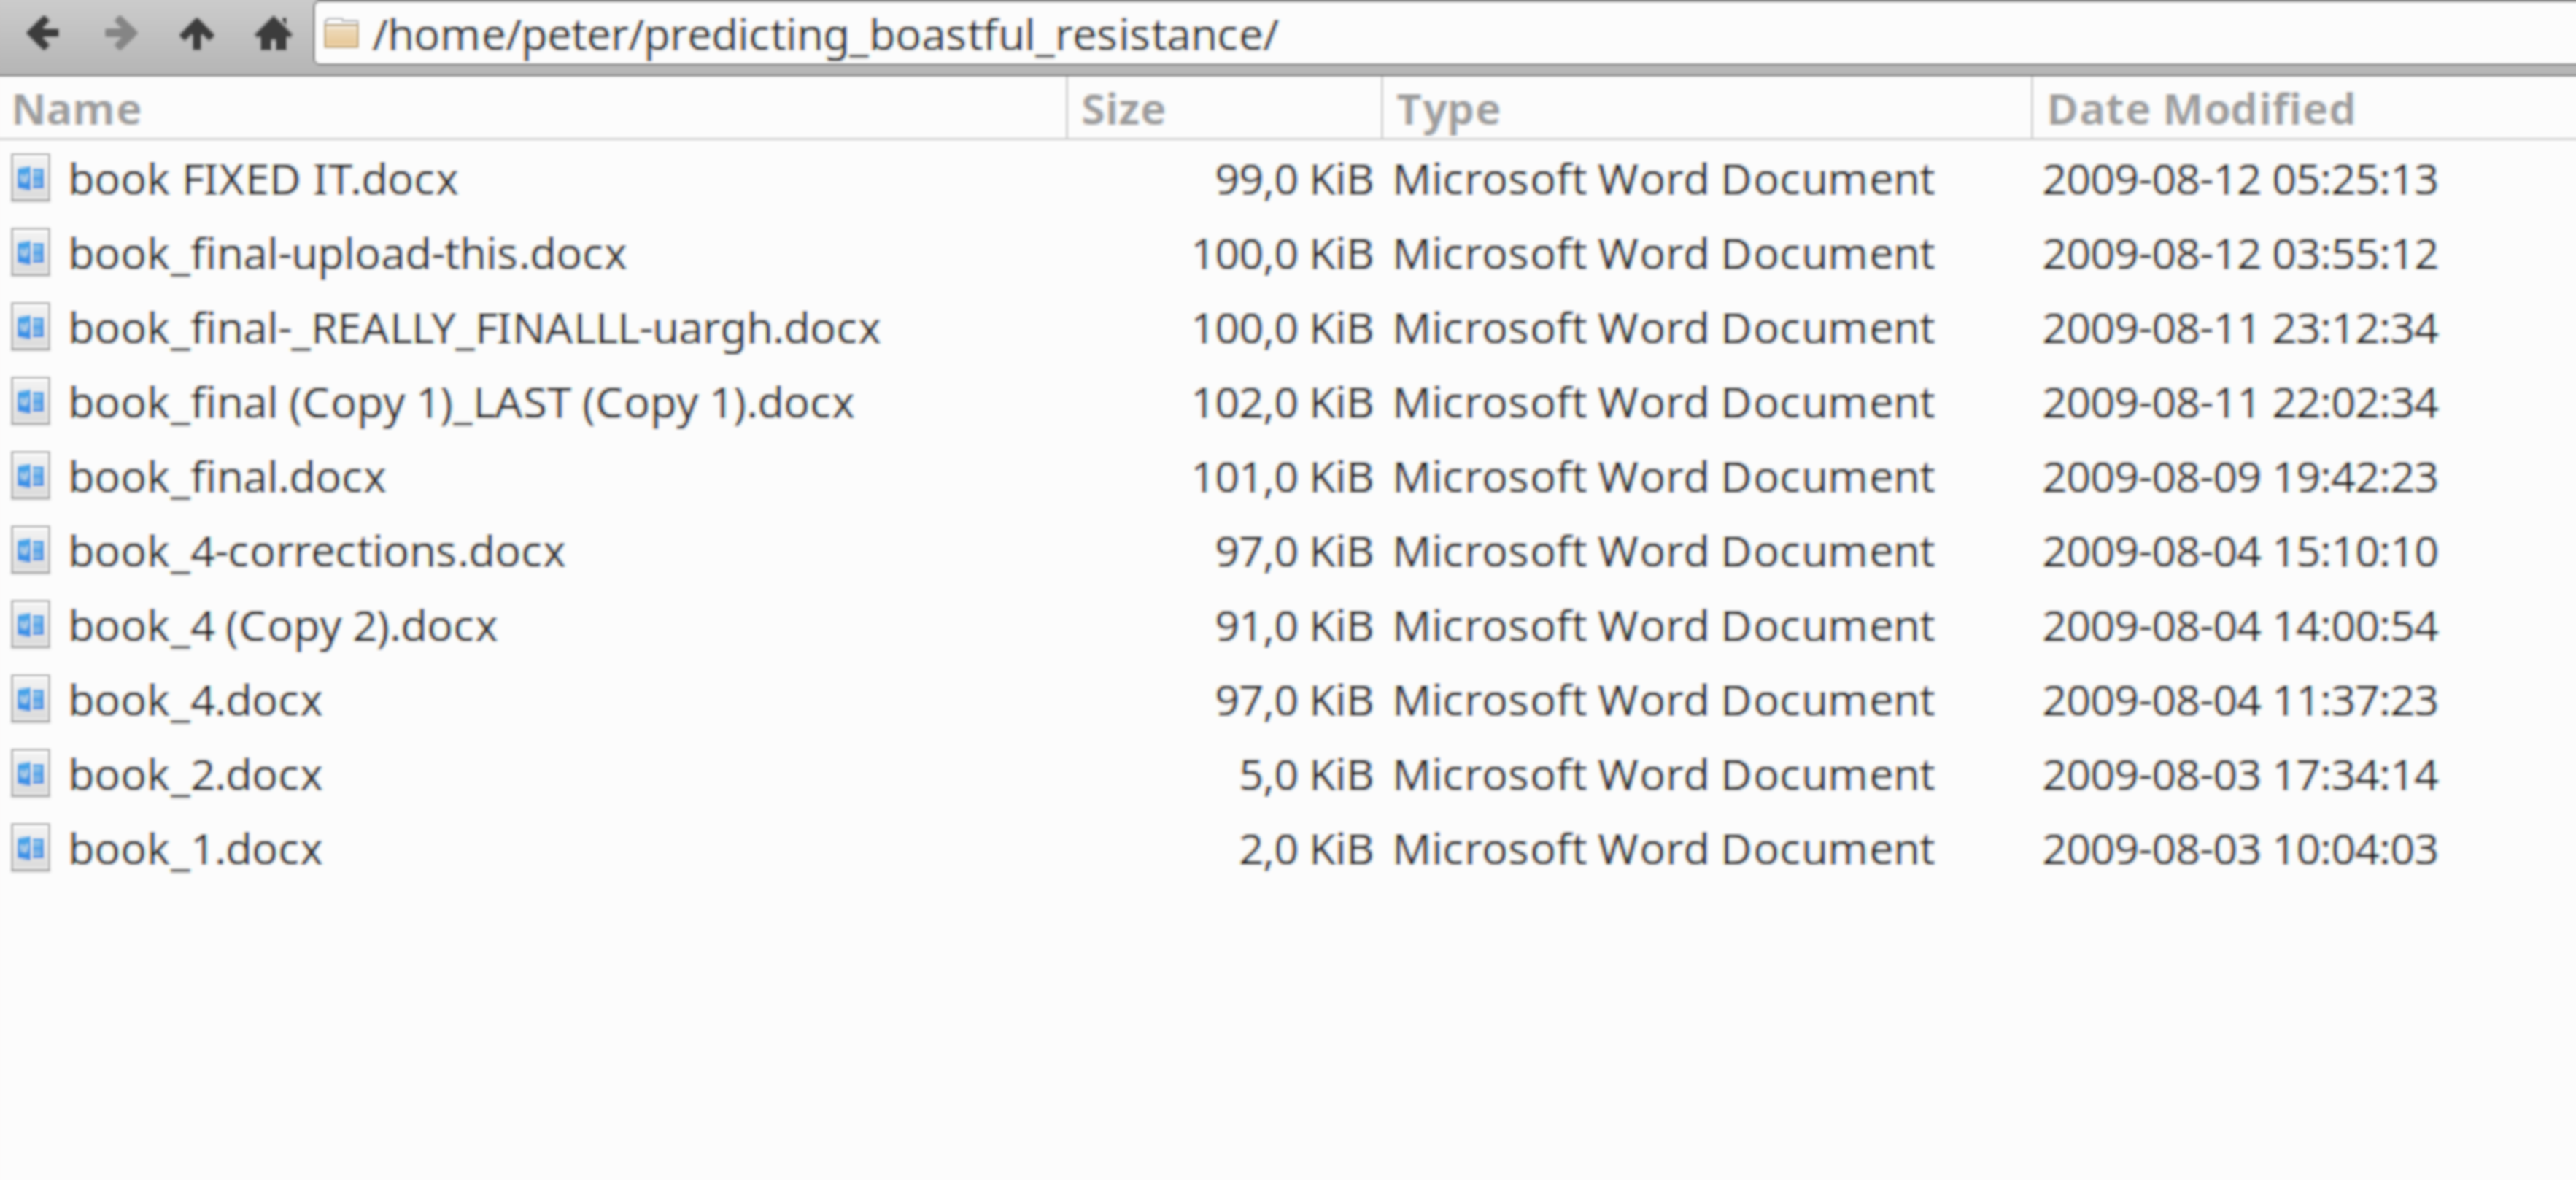 /home/peter/predicting_boastful_resistance/
Name Size Type Date Modified
book FIXED IT.docx 99,0 KiB Microsoft Word Document 2009-08-12 05:25:13
book_final-upload-this.docx 100,0 KiB Microsoft Word Document 2009-08-12 03:55:12
book_final-_REALLY_FINALLL-uargh.docx 100,0 KiB Microsoft Word Document 2009-08-11 23:12:34
book_final (Copy 1)_LAST (Copy 1).docx 102,0 KiB Microsoft Word Document 2009-08-11 22:02:34
book_final.docx 101,0 KiB Microsoft Word Document 2009-08-09 19:42:23
book_4-corrections.docx 97,0 KiB Microsoft Word Document 2009-08-04 15:10:10
book_4 (Copy 2).docx 91,0 KiB Microsoft Word Document 2009-08-04 14:00:54
book_4.docx 97,0 KiB Microsoft Word Document 2009-08-04 11:37:23
book_2.docx 5,0 KiB Microsoft Word Document 2009-08-03 17:34:14
book_1.docx 2,0 KiB Microsoft Word Document 2009-08-03 10:04:03